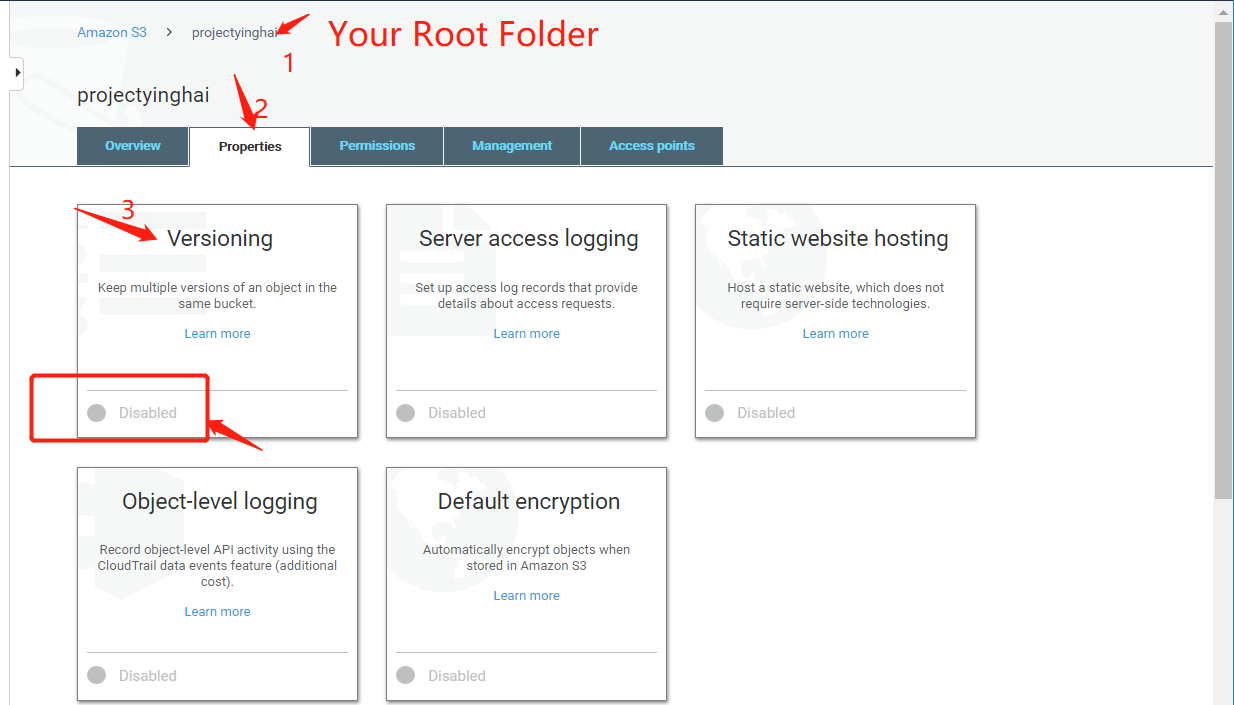 Amazon S3 > projectyinghai
Your Root Folder
1
projectyinghai
2
Overview Properties Permissions Management Access points
3
Versioning
Keep multiple versions of an object in the
same bucket.
Learn more
Disabled
Server access logging
Set up access log records that provide
details about access requests.
Learn more
Disabled
Static website hosting
Host a static website, which does not
require server-side technologies.
Learn more
Disabled
Object-level logging
Record object-level API activity using the
CloudTrail data events feature (additional
cost).
Learn more
Disabled
Default encryption
Automatically encrypt objects when
stored in Amazon S3
Learn more
Disabled